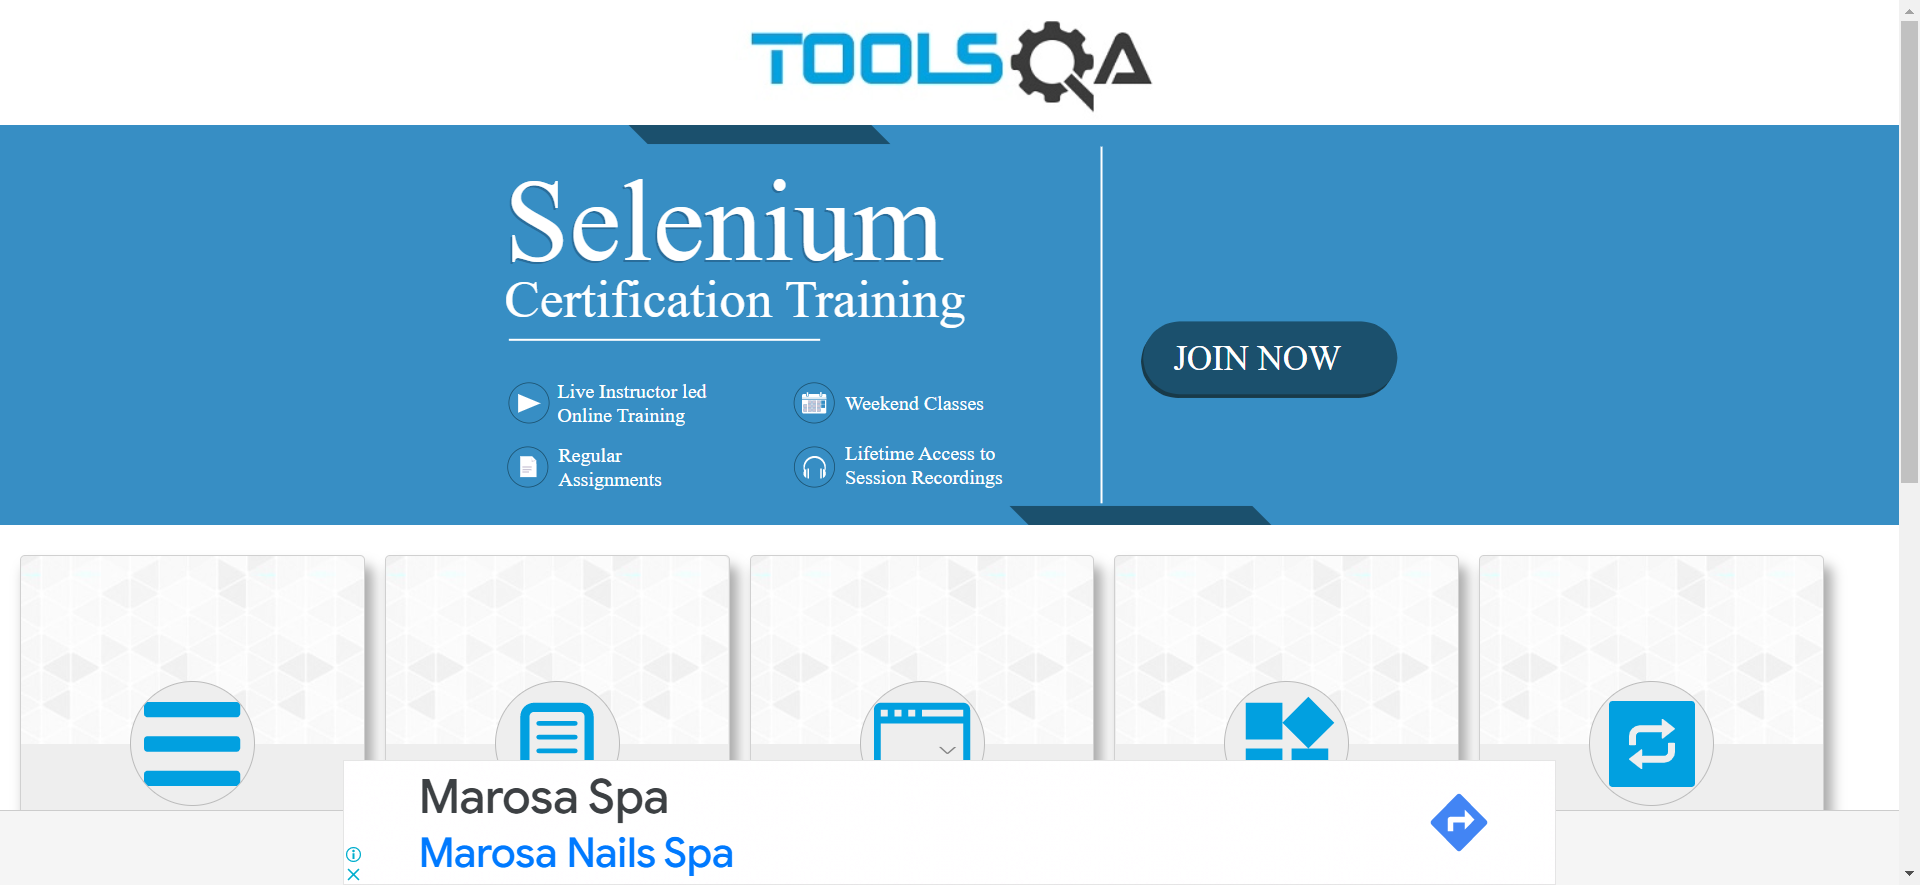 TOOLSQA
Selenium
Certification Training
JOIN NOW
Live Instructor led
Online Training
Weekend Classes
Regular
Assignments
Lifetime Access to
Session Recordings
Marosa Spa
Marosa Nails Spa